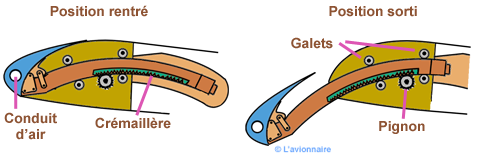 Position rentré
Position sorti
Galets
Conduit
d'air
Crémaillère
Pignon
© L'avionnaire